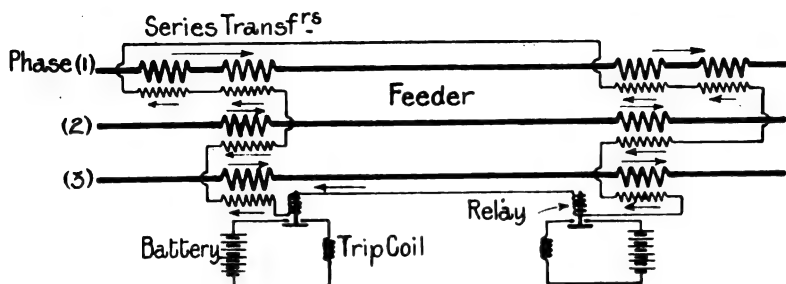 Series Transfrs
Phase (1)
Feeder
(2)
(3)
Relay
Battery
Trip Coil